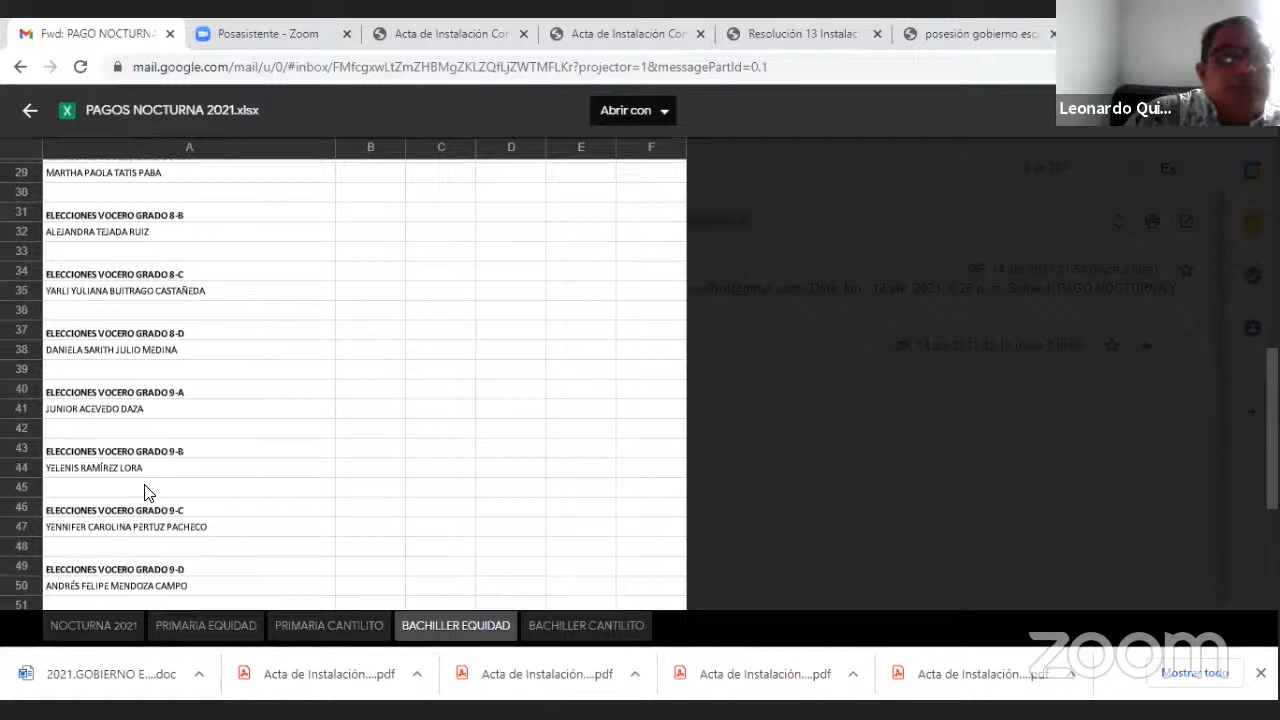 Fwd: PAGO NOCTURNA
Posasistente - Zoom
Acta de Instalación Cor
Acta de Instalación Cor
Resolución 13 Instalac
posesión gobierno esc
mail.google.com/mail/u/0/#inbox/FMfcgxwLtZmZHBMgZKLZQfLjZWTMFLKr?projector=1&messagePartId=0.1
Leonardo Qui...
PAGOS NOCTURNA 2021.xlsx
Abrir con
A B C D E F
29 MARTHA PAOLA TATIS PABA
30
31 ELECCIONES VOCERO GRADO 8-B
32 ALEJANDRA TEJADA RUIZ
33
34 ELECCIONES VOCERO GRADO 8-C
35 YARLI YULIANA BUITRAGO CASTAÑEDA
36
37 ELECCIONES VOCERO GRADO 8-D
38 DANIELA SARITH JULIO MEDINA
39
40 ELECCIONES VOCERO GRADO 9-A
41 JUNIOR ACEVEDO DAZA
42
43 ELECCIONES VOCERO GRADO 9-B
44 YELENIS RAMÍREZ LORA
45
46 ELECCIONES VOCERO GRADO 9-C
47 YENNIFER CAROLINA PERTUZ PACHECO
48
49 ELECCIONES VOCERO GRADO 9-D
50 ANDRÉS FELIPE MENDOZA CAMPO
51
Es
NOCTURNA 2021
PRIMARIA EQUIDAD
PRIMARIA CANTILITO
BACHILLER EQUIDAD
BACHILLER CANTILITO
zoom
2021.GOBIERNO E....doc
Acta de Instalación....pdf
Acta de Instalación....pdf
Acta de Instalación....pdf
Acta de Instalación....pdf
Mostrar todo